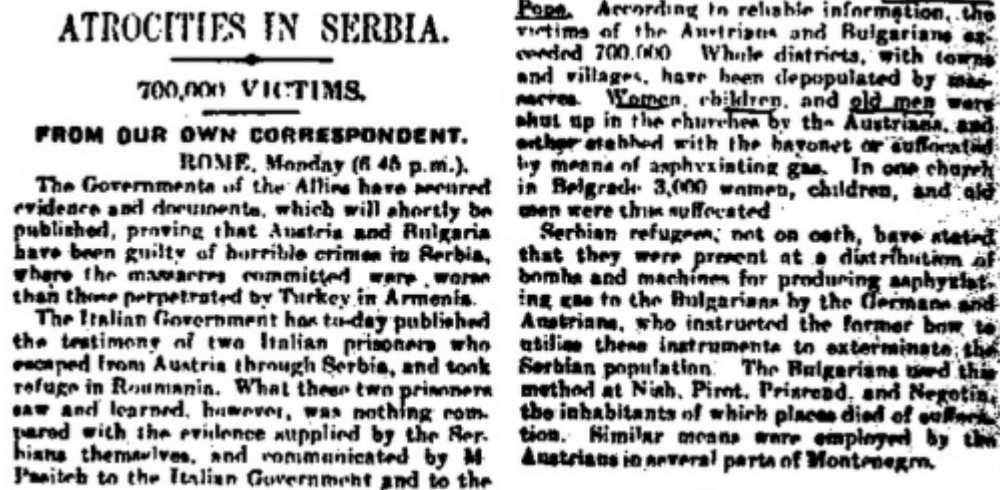 ATROCITIES IN SERBIA.
700,000 VICTIMS.
FROM OUR OWN CORRESPONDENT.
ROME, Monday (6 45 p.m.).
The Governments of the Allies have secured
evidence and documents, which will shortly be
published, proving that Austria and Bulgaria
have been guilty of horrible crimes in Serbia,
where the massacres committed were worse
than those perpetrated by Turkey in Armenia.
The Italian Government has to-day published
the testimony of two Italian prisoners who
escaped from Austria through Serbia, and took
refuge in Roumania. What these two prisoners
saw and learned, however, was nothing com-
pared with the evidence supplied by the Ser-
bians themselves, and communicated by M
Pasitch to the Italian Government and to the
Pope. According to reliable information, the
victims of the Austrians and Bulgarians ex-
ceeded 700.000 Whole districts, with towns
and villages, have been depopulated by mas-
sacres. Women, children, and old men were
shut up in the churches by the Austrians, and
either stabbed with the bayonet or suffocated
by means of asphyxiating gas. In one church
in Belgrade 3,000 women, children, and old
men were thus suffocated
Serbian refugees, not on oath, have stated
that they were present at a distribution of
bombs and machines for producing asphyxiat-
ing gas to the Bulgarians by the Germans and
Austrians, who instructed the former how to
utilise these instruments to exterminate the
Serbian population. The Bulgarians used this
method at Nish, Pirot, Prisrend, and Negotin,
the inhabitants of which places died of suffoca-
tion. Similar means were employed by the
Austrians in several parts of Montenegro.